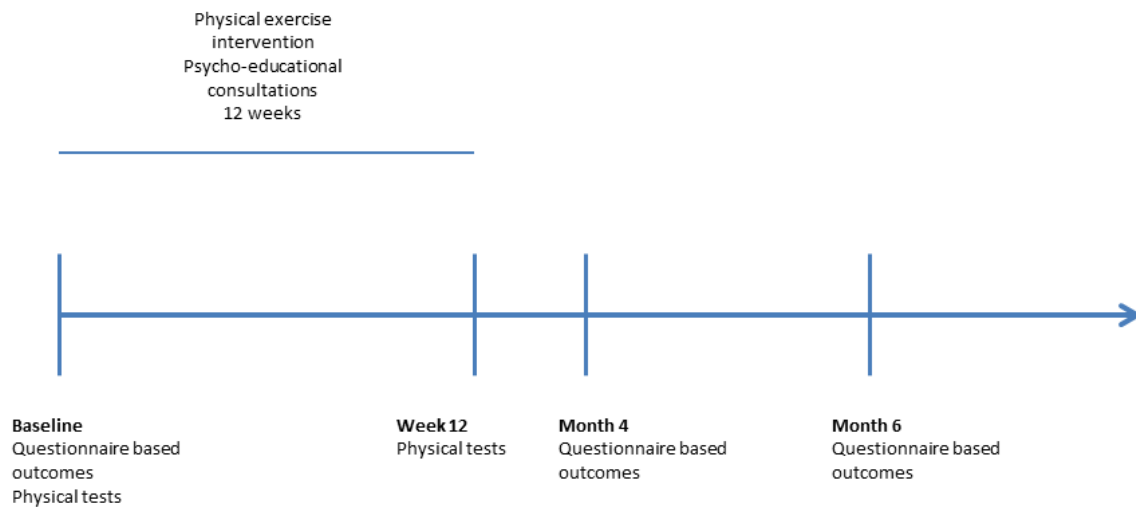 Physical exercise
intervention
Psycho-educational
consultations
12 weeks
Baseline
Questionnaire based
outcomes
Physical tests
Week 12
Physical tests
Month 4
Questionnaire based
outcomes
Month 6
Questionnaire based
outcomes